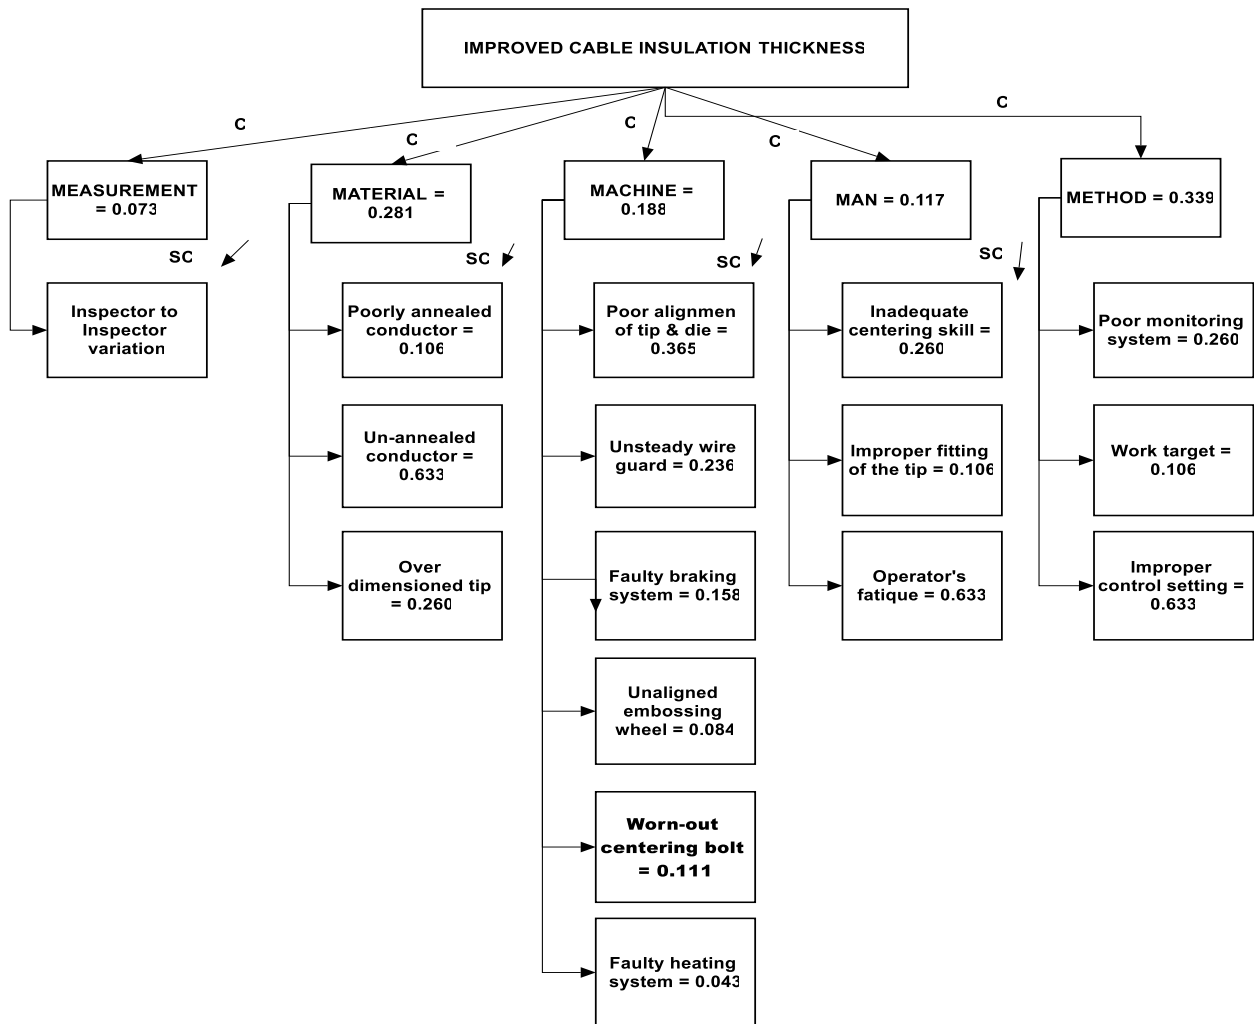 IMPROVED CABLE INSULATION THICKNESS
C
C
C
C
C
MEASUREMENT
= 0.073
MATERIAL =
0.281
MACHINE =
0.188
MAN = 0.117
METHOD = 0.339
SC
SC
SC
SC
Inspector to
Inspector
variation
Poorly annealed
conductor =
0.106
Un-annealed
conductor =
0.633
Over
dimensioned tip
= 0.260
Poor alignmen
of tip & die =
0.365
Unsteady wire
guard = 0.236
Faulty braking
system = 0.158
Unaligned
embossing
wheel = 0.084
Worn-out
centering bolt
= 0.111
Faulty heating
system = 0.043
Inadequate
centering skill =
0.260
Improper fitting
of the tip = 0.106
Operator's
fatique = 0.633
Poor monitoring
system = 0.260
Work target =
0.106
Improper
control setting =
0.633